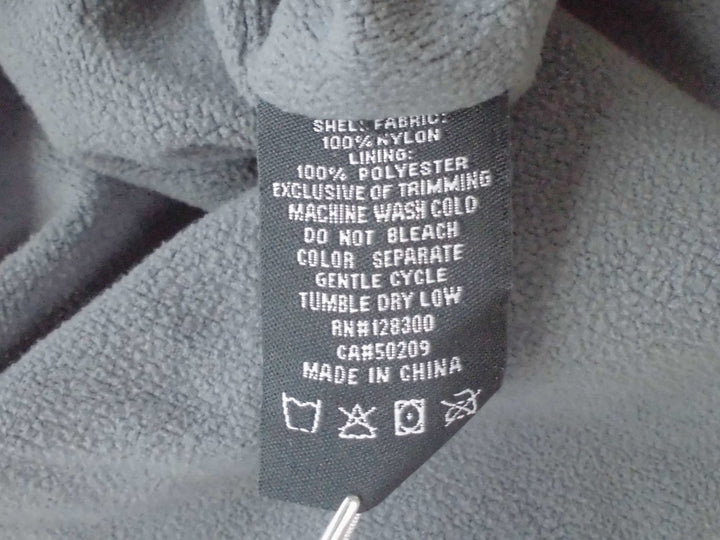 SHELL FABRIC:
100% NYLON
LINING:
100% POLYESTER
EXCLUSIVE OF TRIMMING
MACHINE WASH COLD
DO NOT BLEACH
COLOR SEPARATE
GENTLE CYCLE
TUMBLE DRY LOW
RN#128300
CA#50209
MADE IN CHINA